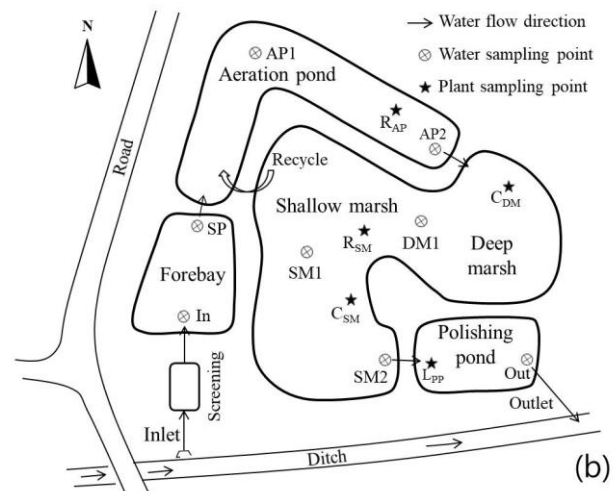 N
Water flow direction
Water sampling point
Plant sampling point
AP1
Aeration pond
R_AP
AP2
Road
Recycle
C_DM
Shallow marsh
SP
R_SM
DM1
Deep
marsh
Forebay
SM1
In
C_SM
Polishing
pond
Screening
SM2
L_PP
Out
Outlet
Inlet
Ditch
(b)